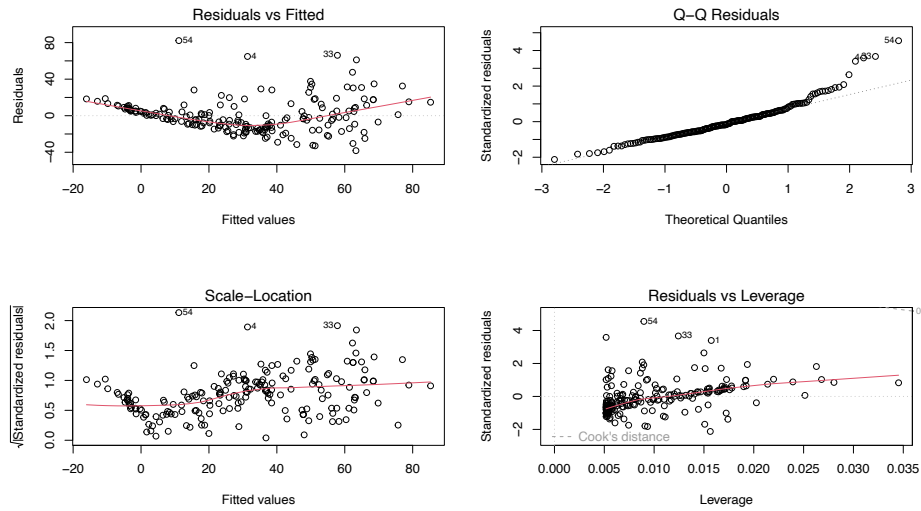 Residuals vs Fitted
Residuals
80
40
0
−40
54
4
33
−20 0 20 40 60 80
Fitted values
Q−Q Residuals
Standardized residuals
4
2
0
−2
54
33
4
−3 −2 −1 0 1 2 3
Theoretical Quantiles
Scale−Location
√|Standardized residuals|
2.0
1.5
1.0
0.5
0.0
54
4
33
−20 0 20 40 60 80
Fitted values
Residuals vs Leverage
Standardized residuals
4
2
0
−2
54
33
1
Cook's distance
0.000 0.005 0.010 0.015 0.020 0.025 0.030 0.035
Leverage